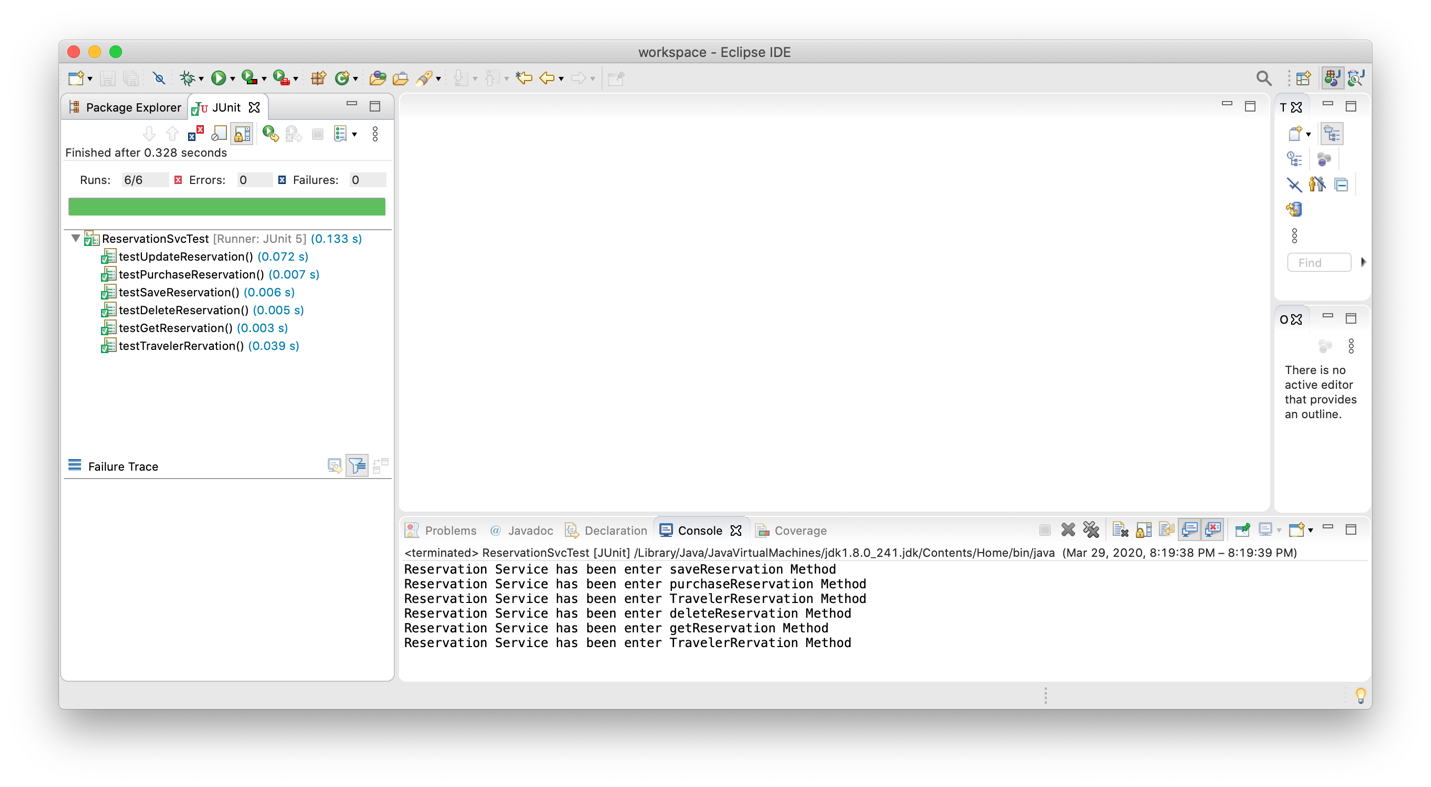 workspace - Eclipse IDE
Package Explorer JUnit
Finished after 0.328 seconds
Runs: 6/6 Errors: 0 Failures: 0
ReservationSvcTest [Runner: JUnit 5] (0.133 s)
testUpdateReservation() (0.072 s)
testPurchaseReservation() (0.007 s)
testSaveReservation() (0.006 s)
testDeleteReservation() (0.005 s)
testGetReservation() (0.003 s)
testTravelerRervation() (0.039 s)
Failure Trace
T
Find
O
There is no
active editor
that provides
an outline.
Problems @ Javadoc Declaration Console Coverage
<terminated> ReservationSvcTest [JUnit] /Library/Java/JavaVirtualMachines/jdk1.8.0_241.jdk/Contents/Home/bin/java (Mar 29, 2020, 8:19:38 PM – 8:19:39 PM)
Reservation Service has been enter saveReservation Method
Reservation Service has been enter purchaseReservation Method
Reservation Service has been enter TravelerReservation Method
Reservation Service has been enter deleteReservation Method
Reservation Service has been enter getReservation Method
Reservation Service has been enter TravelerRervation Method